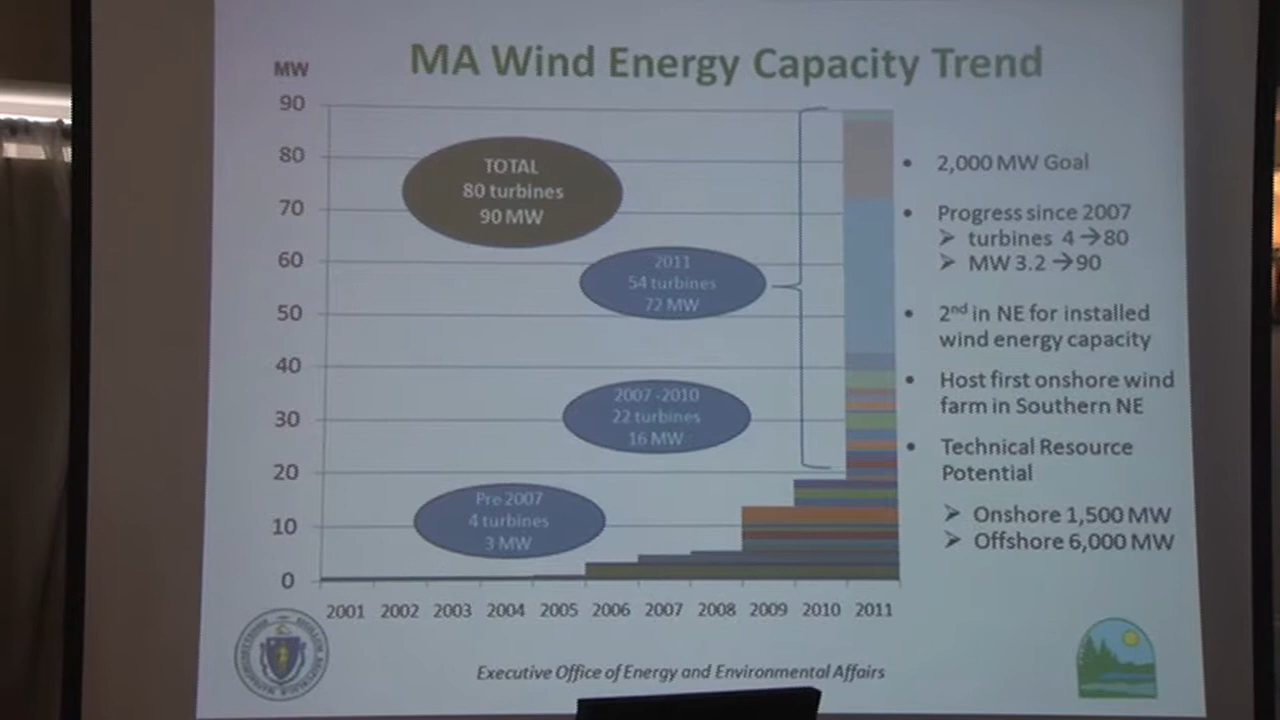 MA Wind Energy Capacity Trend
MW
90
80
70
60
50
40
30
20
10
0
TOTAL
80 turbines
90 MW
2011
54 turbines
72 MW
2007 -2010
22 turbines
16 MW
Pre 2007
4 turbines
3 MW
2001 2002 2003 2004 2005 2006 2007 2008 2009 2010 2011
• 2,000 MW Goal
• Progress since 2007
➢ turbines 4 → 80
➢ MW 3.2 → 90
• 2nd in NE for installed
wind energy capacity
• Host first onshore wind
farm in Southern NE
• Technical Resource
Potential
➢ Onshore 1,500 MW
➢ Offshore 6,000 MW
Executive Office of Energy and Environmental Affairs